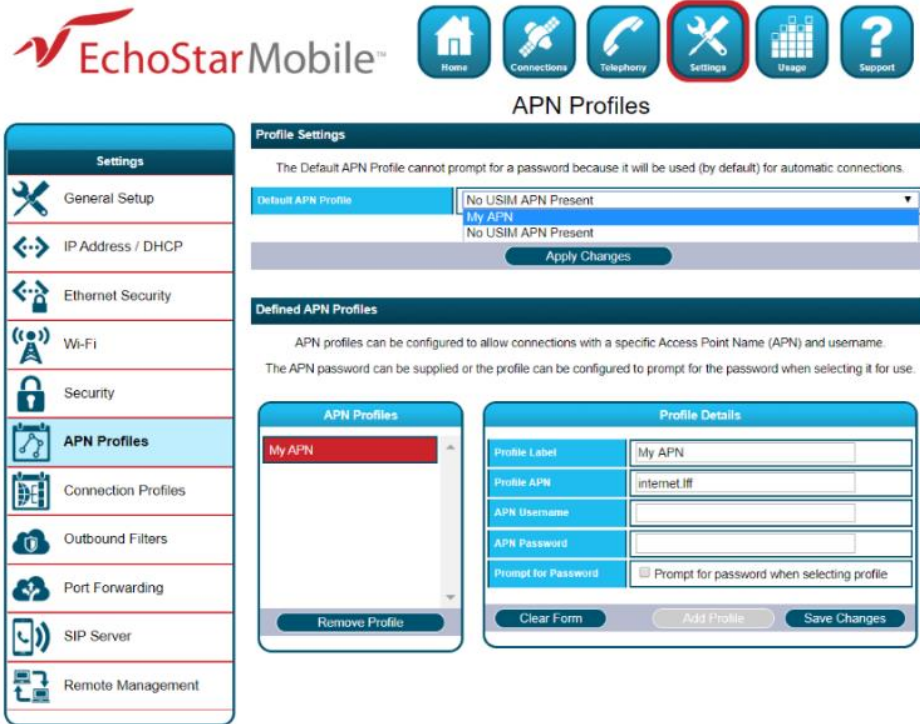 EchoStar Mobile™
Home
Connections
Telephony
Settings
Usage
Support
APN Profiles
Settings
General Setup
IP Address / DHCP
Ethernet Security
Wi-Fi
Security
APN Profiles
Connection Profiles
Outbound Filters
Port Forwarding
SIP Server
Remote Management
Profile Settings
The Default APN Profile cannot prompt for a password because it will be used (by default) for automatic connections.
Default APN Profile
No USIM APN Present
My APN
No USIM APN Present
Apply Changes
Defined APN Profiles
APN profiles can be configured to allow connections with a specific Access Point Name (APN) and username.
The APN password can be supplied or the profile can be configured to prompt for the password when selecting it for use.
APN Profiles
My APN
Remove Profile
Profile Details
Profile Label
My APN
Profile APN
internet.lff
APN Username
APN Password
Prompt for Password
Prompt for password when selecting profile
Clear Form
Add Profile
Save Changes